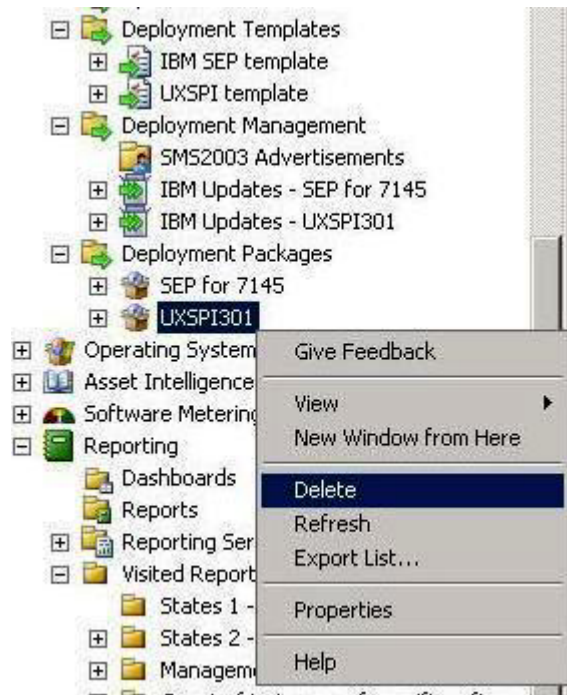 Deployment Templates
IBM SEP template
UXSPI template
Deployment Management
SMS2003 Advertisements
IBM Updates - SEP for 7145
IBM Updates - UXSPI301
Deployment Packages
SEP for 7145
UXSPI301
Operating System
Asset Intelligence
Software Metering
Reporting
Dashboards
Reports
Reporting Ser
Visited Report
States 1 -
States 2 -
Managem
Give Feedback
View
New Window from Here
Delete
Refresh
Export List...
Properties
Help